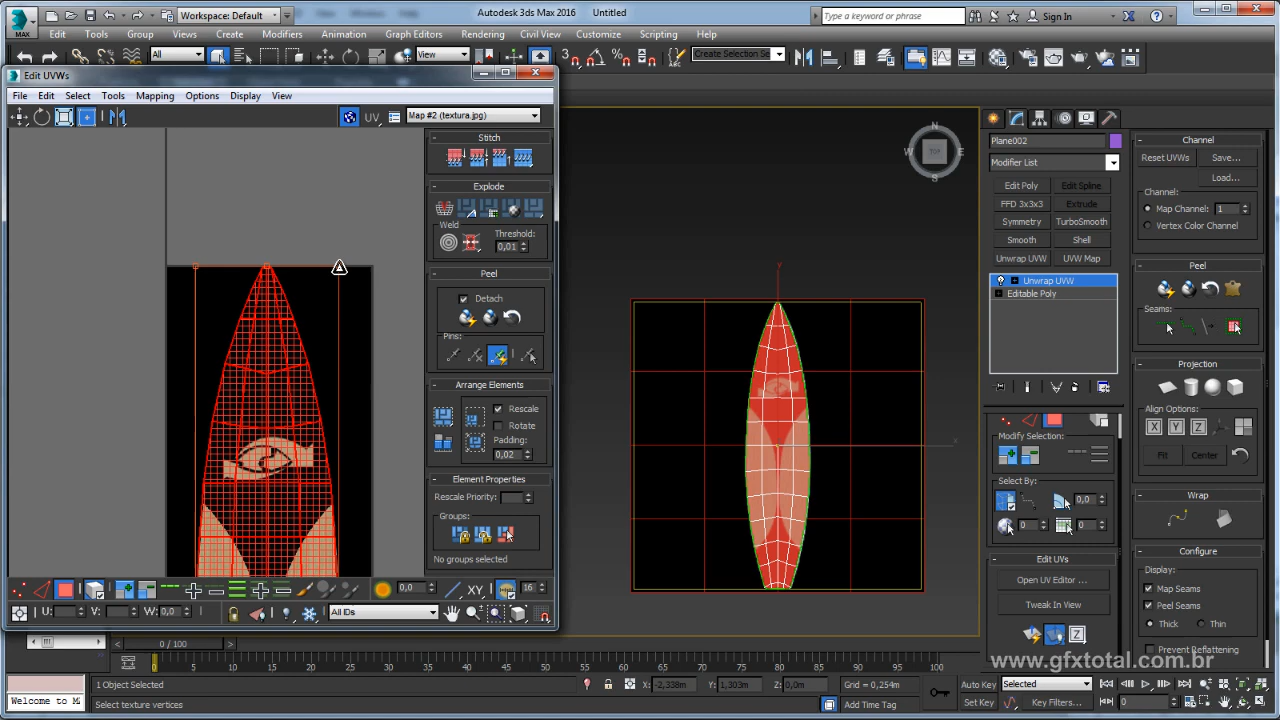 Workspace: Default
Autodesk 3ds Max 2016 Untitled
Type a keyword or phrase
Sign In
MAX
Edit Tools Group Views Create Modifiers Animation Graph Editors Rendering Civil View Customize Scripting Help
All
View
Create Selection Se
Edit UVWs
File Edit Select Tools Mapping Options Display View
UV
Map #2 (textura.jpg)
Stitch
Explode
Weld
Threshold:
0,01
Peel
Detach
Pins:
Arrange Elements
Rescale
Rotate
Padding:
0,02
Element Properties
Rescale Priority:
Groups:
No groups selected
0,0
XY
16
U:
V:
W: 0,0
All IDs
N
W
E
S
TOP
y
x
Plane002
Modifier List
Edit Poly Edit Spline
FFD 3x3x3 Extrude
Symmetry TurboSmooth
Smooth Shell
Unwrap UVW UVW Map
Unwrap UVW
Editable Poly
Modify Selection:
Select By:
0,0
0
0
Edit UVs
Open UV Editor ...
Tweak In View
Channel
Reset UVWs Save...
Load...
Channel:
Map Channel: 1
Vertex Color Channel
Peel
Seams:
Projection
Align Options:
X Y Z
Fit Center
Wrap
Configure
Display:
Map Seams
Peel Seams
Thick Thin
Prevent Reflattening
www.gfxtotal.com.br
0 / 100
0 5 10 15 20 25 30 35 40 45 50 55 60 65 70 75 80 85 90 95 100
1 Object Selected
X: -2,338m Y: 1,303m Z: 0,0m Grid = 0,254m
Auto Key
Selected
Welcome to M
Select texture vertices
Add Time Tag
Set Key
Key Filters...
0